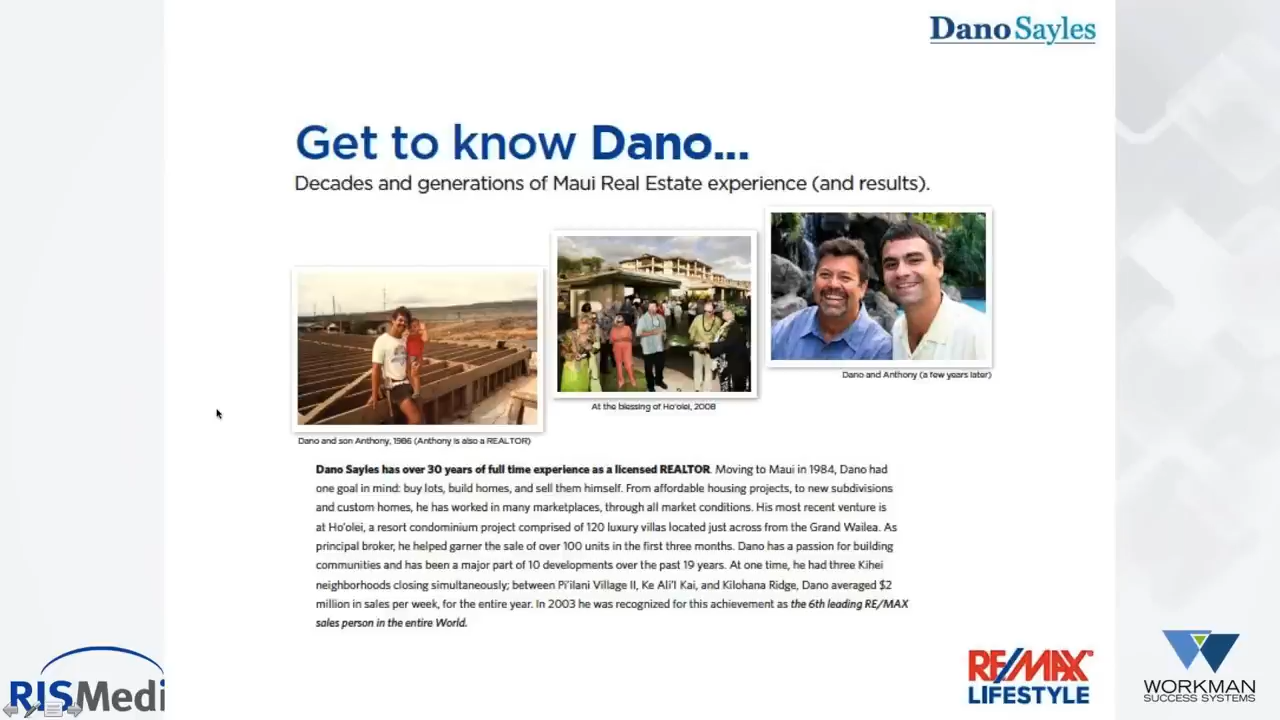 Dano Sayles
Get to know Dano...
Decades and generations of Maui Real Estate experience (and results).
Dano and Anthony (a few years later)
At the blessing of Ho'olei, 2008
Dano and son Anthony, 1986 (Anthony is also a REALTOR)
Dano Sayles has over 30 years of full time experience as a licensed REALTOR. Moving to Maui in 1984, Dano had
one goal in mind: buy lots, build homes, and sell them himself. From affordable housing projects, to new subdivisions
and custom homes, he has worked in many marketplaces, through all market conditions. His most recent venture is
at Ho'olei, a resort condominium project comprised of 120 luxury villas located just across from the Grand Wailea. As
principal broker, he helped garner the sale of over 100 units in the first three months. Dano has a passion for building
communities and has been a major part of 10 developments over the past 19 years. At one time, he had three Kihei
neighborhoods closing simultaneously; between Pi'ilani Village II, Ke Ali'I Kai, and Kilohana Ridge, Dano averaged $2
million in sales per week, for the entire year. In 2003 he was recognized for this achievement as the 6th leading RE/MAX
sales person in the entire World.
RISMedi
RE/MAX
LIFESTYLE
WORKMAN
SUCCESS SYSTEMS